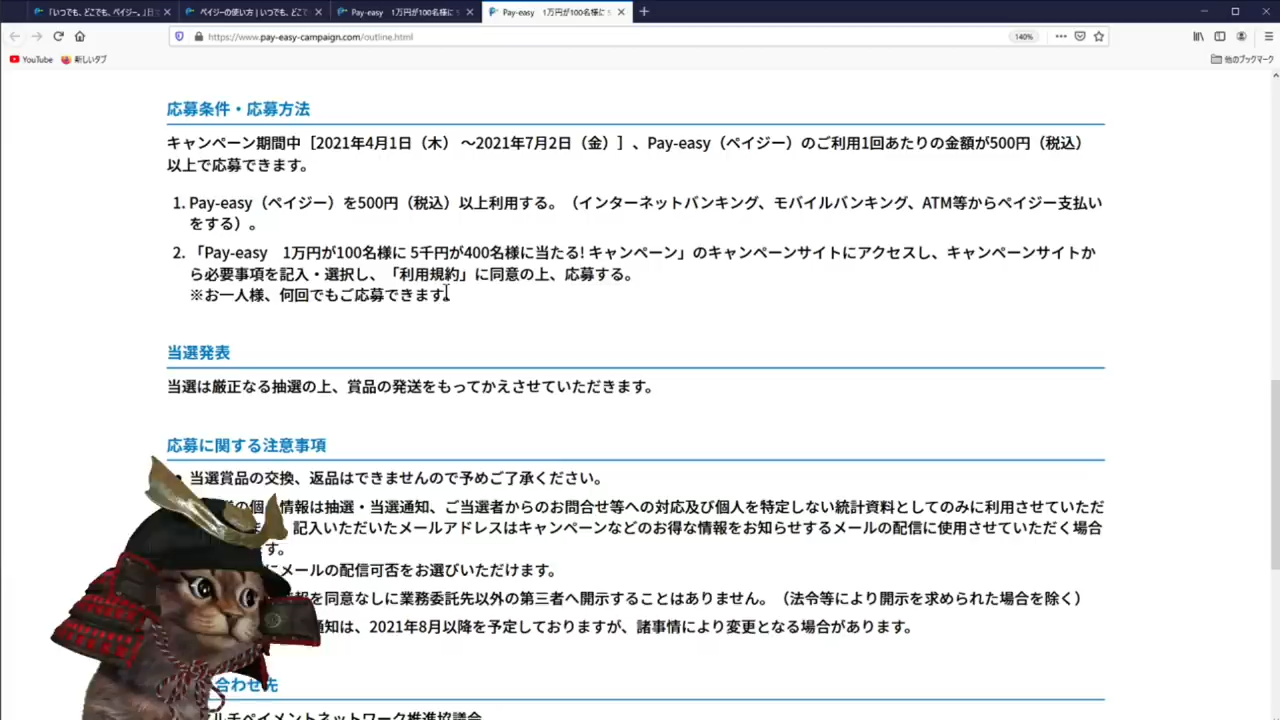 「いつでも、どこでも、ペイジー。」日
ペイジーの使い方 | いつでも、どこで
Pay-easy 1万円が100名様に 5
Pay-easy 1万円が100名様に 5
https://www.pay-easy-campaign.com/outline.html
140%
YouTube
新しいタブ
他のブックマーク
応募条件・応募方法
キャンペーン期間中［2021年4月1日（木）～2021年7月2日（金）］、Pay-easy（ペイジー）のご利用1回あたりの金額が500円（税込）
以上で応募できます。
1. Pay-easy（ペイジー）を500円（税込）以上利用する。（インターネットバンキング、モバイルバンキング、ATM等からペイジー支払い
をする）。
2. 「Pay-easy 1万円が100名様に 5千円が400名様に当たる! キャンペーン」のキャンペーンサイトにアクセスし、キャンペーンサイトか
ら必要事項を記入・選択し、「利用規約」に同意の上、応募する。
※お一人様、何回でもご応募できます。
当選発表
当選は厳正なる抽選の上、賞品の発送をもってかえさせていただきます。
応募に関する注意事項
当選賞品の交換、返品はできませんので予めご了承ください。
の個人情報は抽選・当選通知、ご当選者からのお問合せ等への対応及び個人を特定しない統計資料としてのみに利用させていただ
記入いただいたメールアドレスはキャンペーンなどのお得な情報をお知らせするメールの配信に使用させていただく場合
す。
にメールの配信可否をお選びいただけます。
報を同意なしに業務委託先以外の第三者へ開示することはありません。（法令等により開示を求められた場合を除く）
通知は、2021年8月以降を予定しておりますが、諸事情により変更となる場合があります。
合わせ先
ルチペイメントネットワーク推進協議会